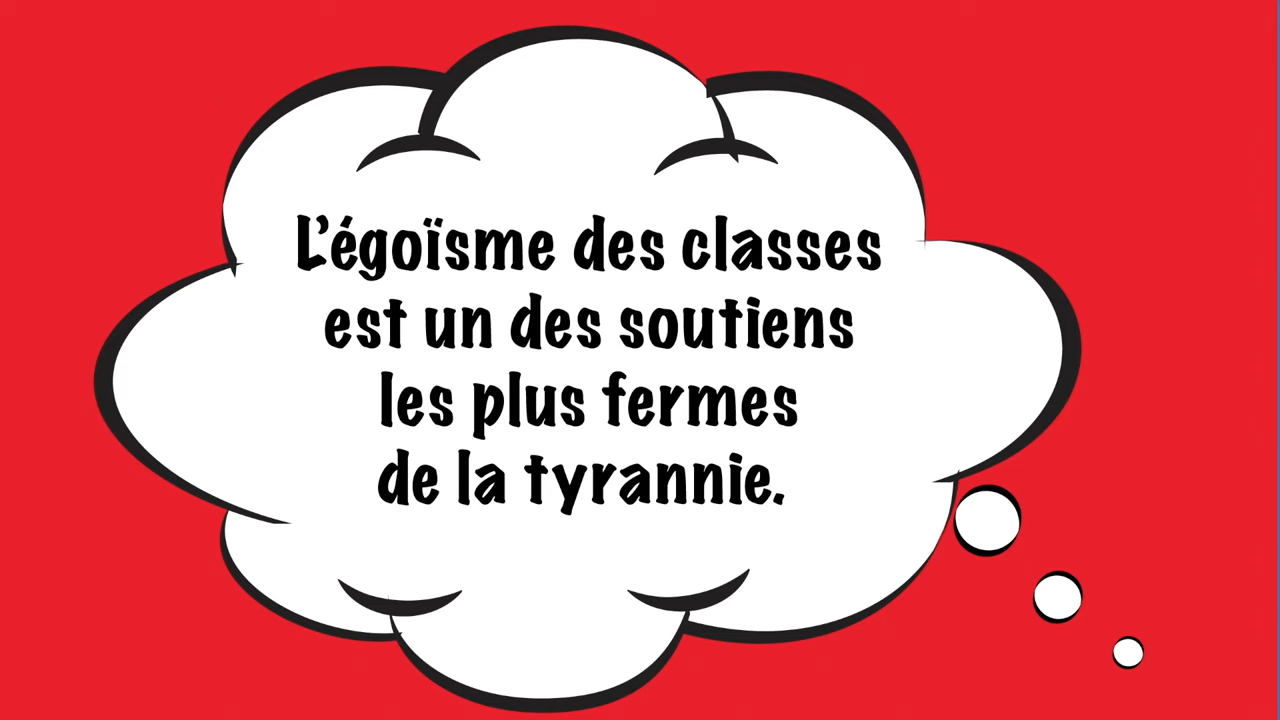 L’égoïsme des classes
est un des soutiens
les plus fermes
de la tyrannie.